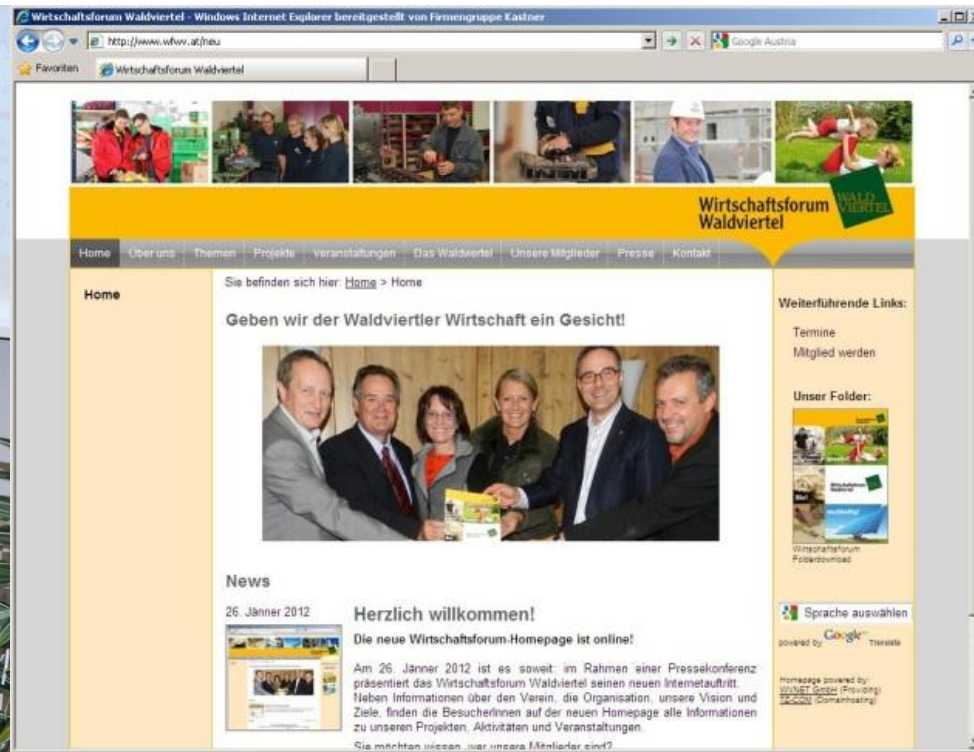 Wirtschaftsforum Waldviertel - Windows Internet Explorer bereitgestellt von Firmengruppe Kastner
http://www.wfwv.at/neu
Google Austria
Favoriten
Wirtschaftsforum Waldviertel
Wirtschaftsforum
Waldviertel
WALD
VIERTEL
Home Über uns Themen Projekte Veranstaltungen Das Waldviertel Unsere Mitglieder Presse Kontakt
Home
Sie befinden sich hier: Home > Home
Geben wir der Waldviertler Wirtschaft ein Gesicht!
News
26. Jänner 2012
Herzlich willkommen!
Die neue Wirtschaftsforum-Homepage ist online!
Am 26. Jänner 2012 ist es soweit: im Rahmen einer Pressekonferenz
präsentiert das Wirtschaftsforum Waldviertel seinen neuen Internetauftritt.
Neben Informationen über den Verein, die Organisation, unsere Vision und
Ziele, finden die BesucherInnen auf der neuen Homepage alle Informationen
zu unseren Projekten, Aktivitäten und Veranstaltungen.
Sie möchten wissen, wer unsere Mitglieder sind?
Weiterführende Links:
Termine
Mitglied werden
Unser Folder:
Wirtschaftsforum
Folderdownload
Sprache auswählen
powered by Google Translate
Homepage powered by:
WVNET GmbH (Providing)
(Domainhosting)